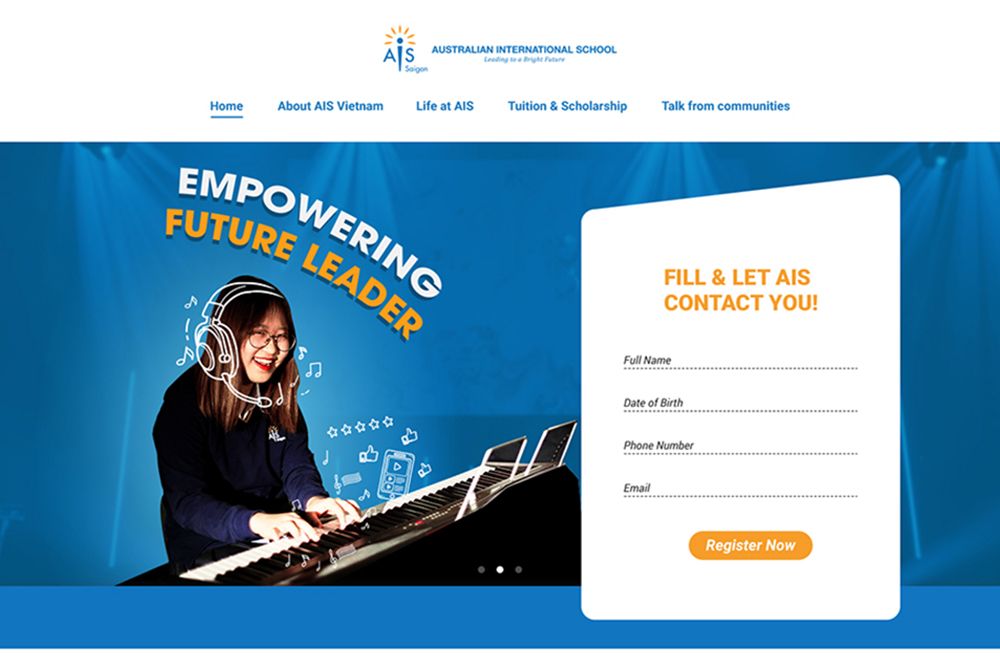 AIS
Saigon
AUSTRALIAN INTERNATIONAL SCHOOL
Leading to a Bright Future
Home
About AIS Vietnam
Life at AIS
Tuition & Scholarship
Talk from communities
EMPOWERING
FUTURE LEADER
AIS
FILL & LET AIS
CONTACT YOU!
Full Name
Date of Birth
Phone Number
Email
Register Now